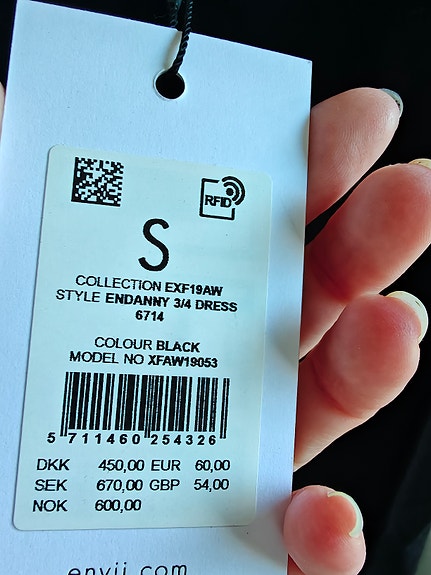 RFID
S
COLLECTION EXF19AW
STYLE ENDANNY 3/4 DRESS
6714
COLOUR BLACK
MODEL NO XFAW19053
5 711460 254326
DKK 450,00 EUR 60,00
SEK 670,00 GBP 54,00
NOK 600,00
envii.com